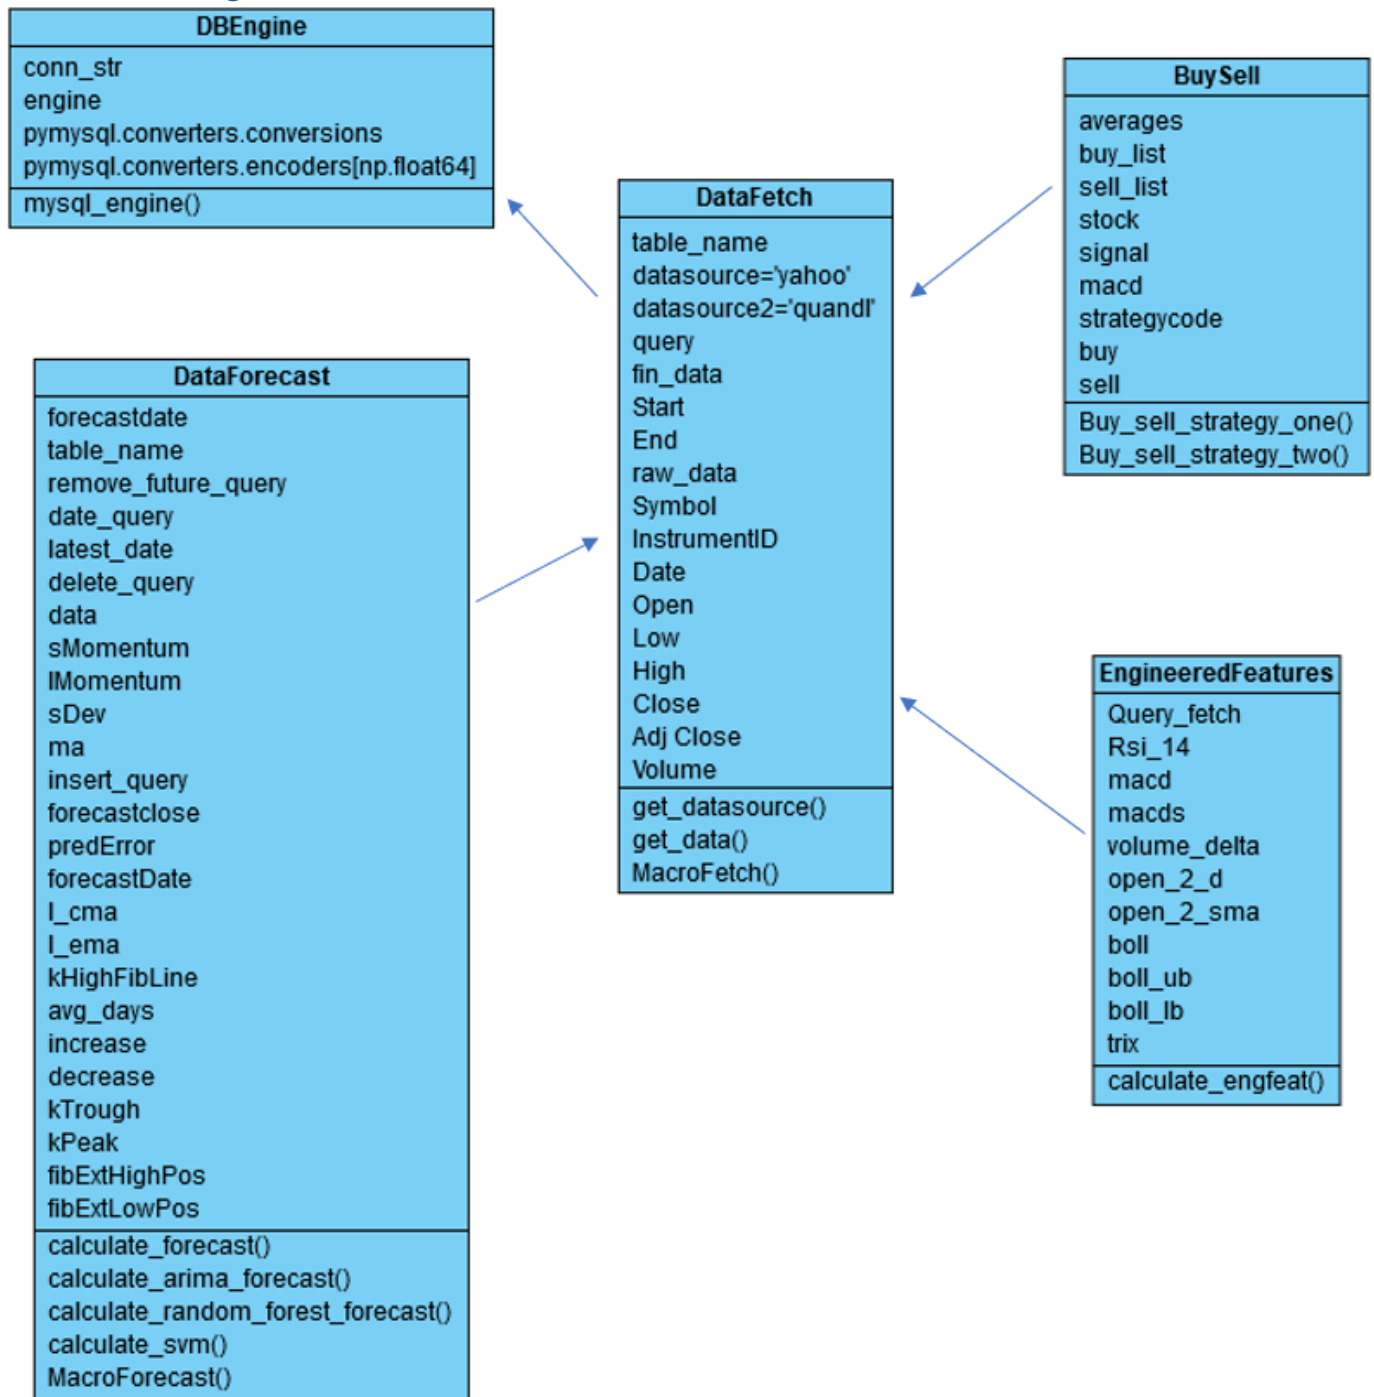 DBEngine
conn_str
engine
pymysql.converters.conversions
pymysql.converters.encoders[np.float64]
mysql_engine()
BuySell
averages
buy_list
sell_list
stock
signal
macd
strategycode
buy
sell
Buy_sell_strategy_one()
Buy_sell_strategy_two()
DataFetch
table_name
datasource='yahoo'
datasource2='quandl'
query
fin_data
Start
End
raw_data
Symbol
InstrumentID
Date
Open
Low
High
Close
Adj Close
Volume
get_datasource()
get_data()
MacroFetch()
DataForecast
forecastdate
table_name
remove_future_query
date_query
latest_date
delete_query
data
sMomentum
lMomentum
sDev
ma
insert_query
forecastclose
predError
forecastDate
l_cma
l_ema
kHighFibLine
avg_days
increase
decrease
kTrough
kPeak
fibExtHighPos
fibExtLowPos
calculate_forecast()
calculate_arima_forecast()
calculate_random_forest_forecast()
calculate_svm()
MacroForecast()
EngineeredFeatures
Query_fetch
Rsi_14
macd
macds
volume_delta
open_2_d
open_2_sma
boll
boll_ub
boll_lb
trix
calculate_engfeat()